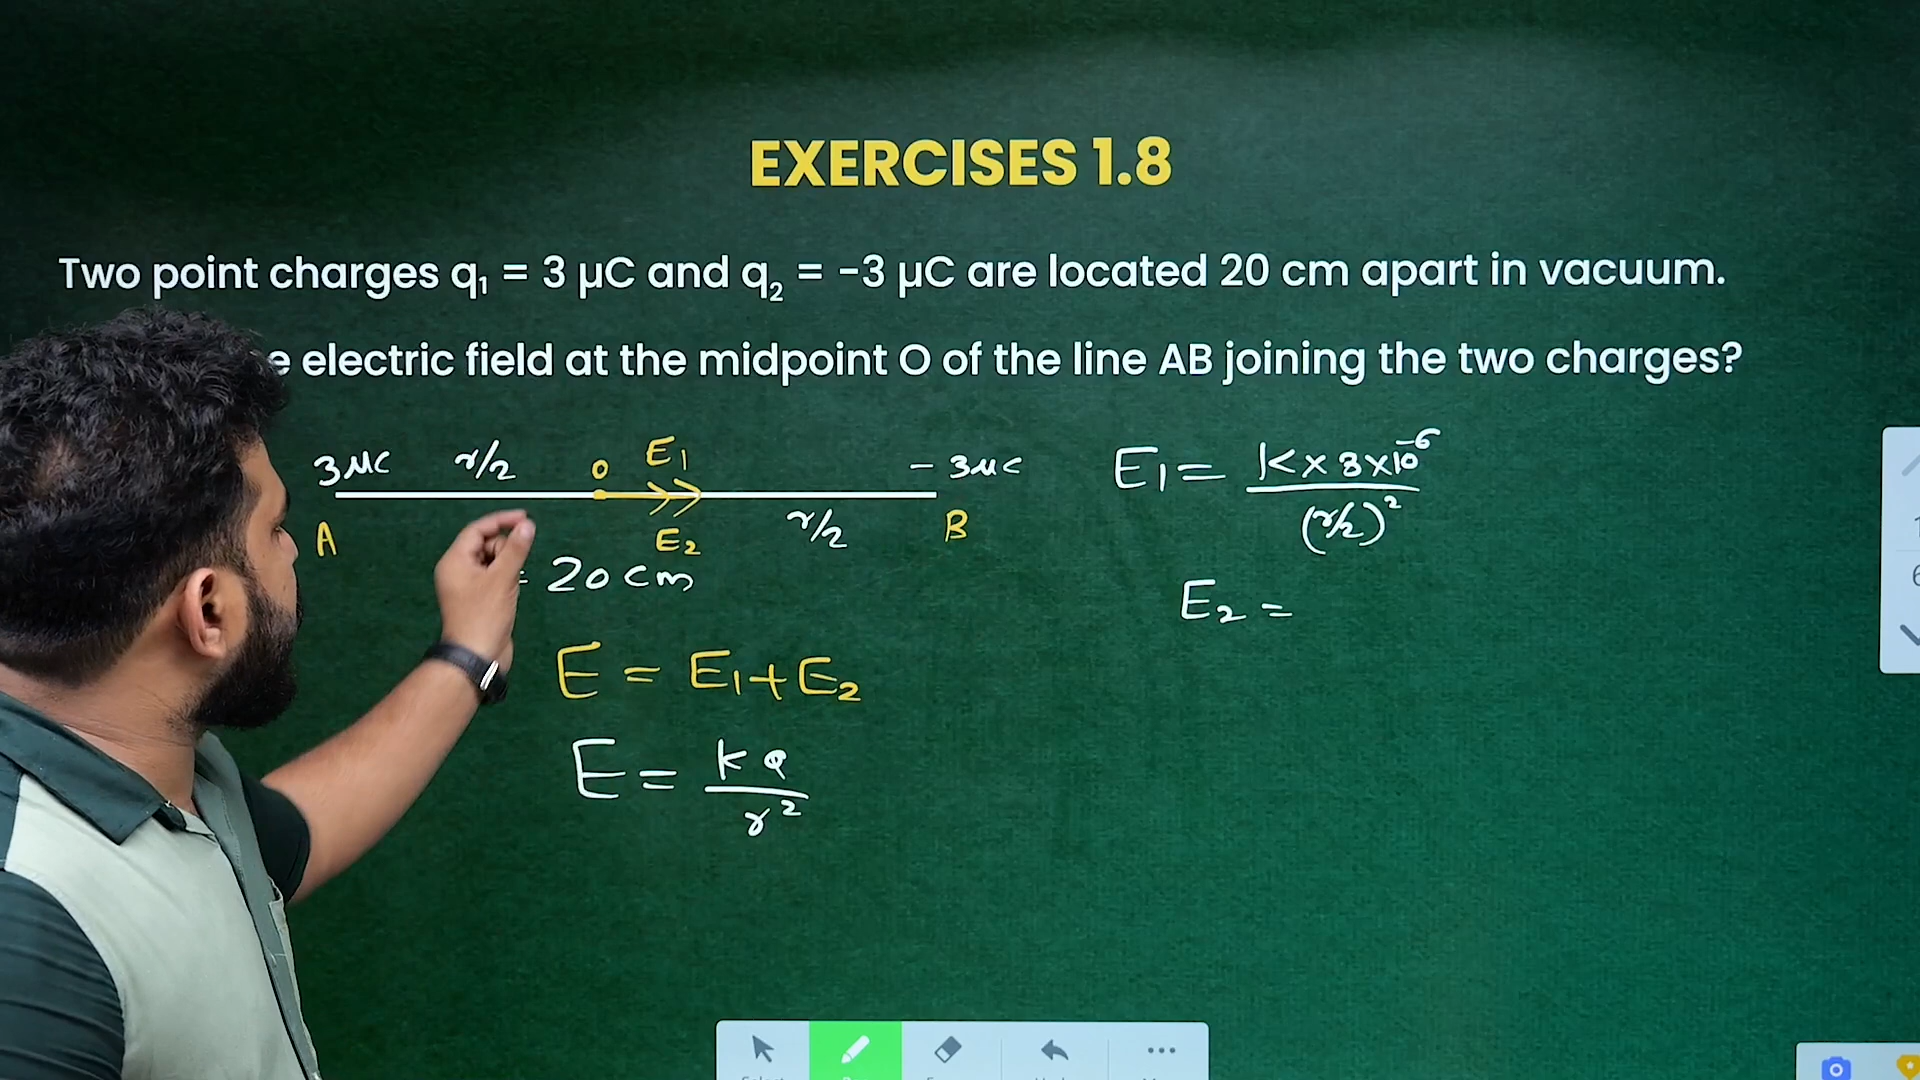 EXERCISES 1.8
Two point charges q₁ = 3 μC and q₂ = −3 μC are located 20 cm apart in vacuum.
e electric field at the midpoint O of the line AB joining the two charges?
3μC r/2 O E₁ − 3μC
A E₂ r/2 B
= 20 cm
E = E₁ + E₂
E = kQ / r²
E₁ = K × 3 × 10⁻⁶ / (r/2)²
E₂ =